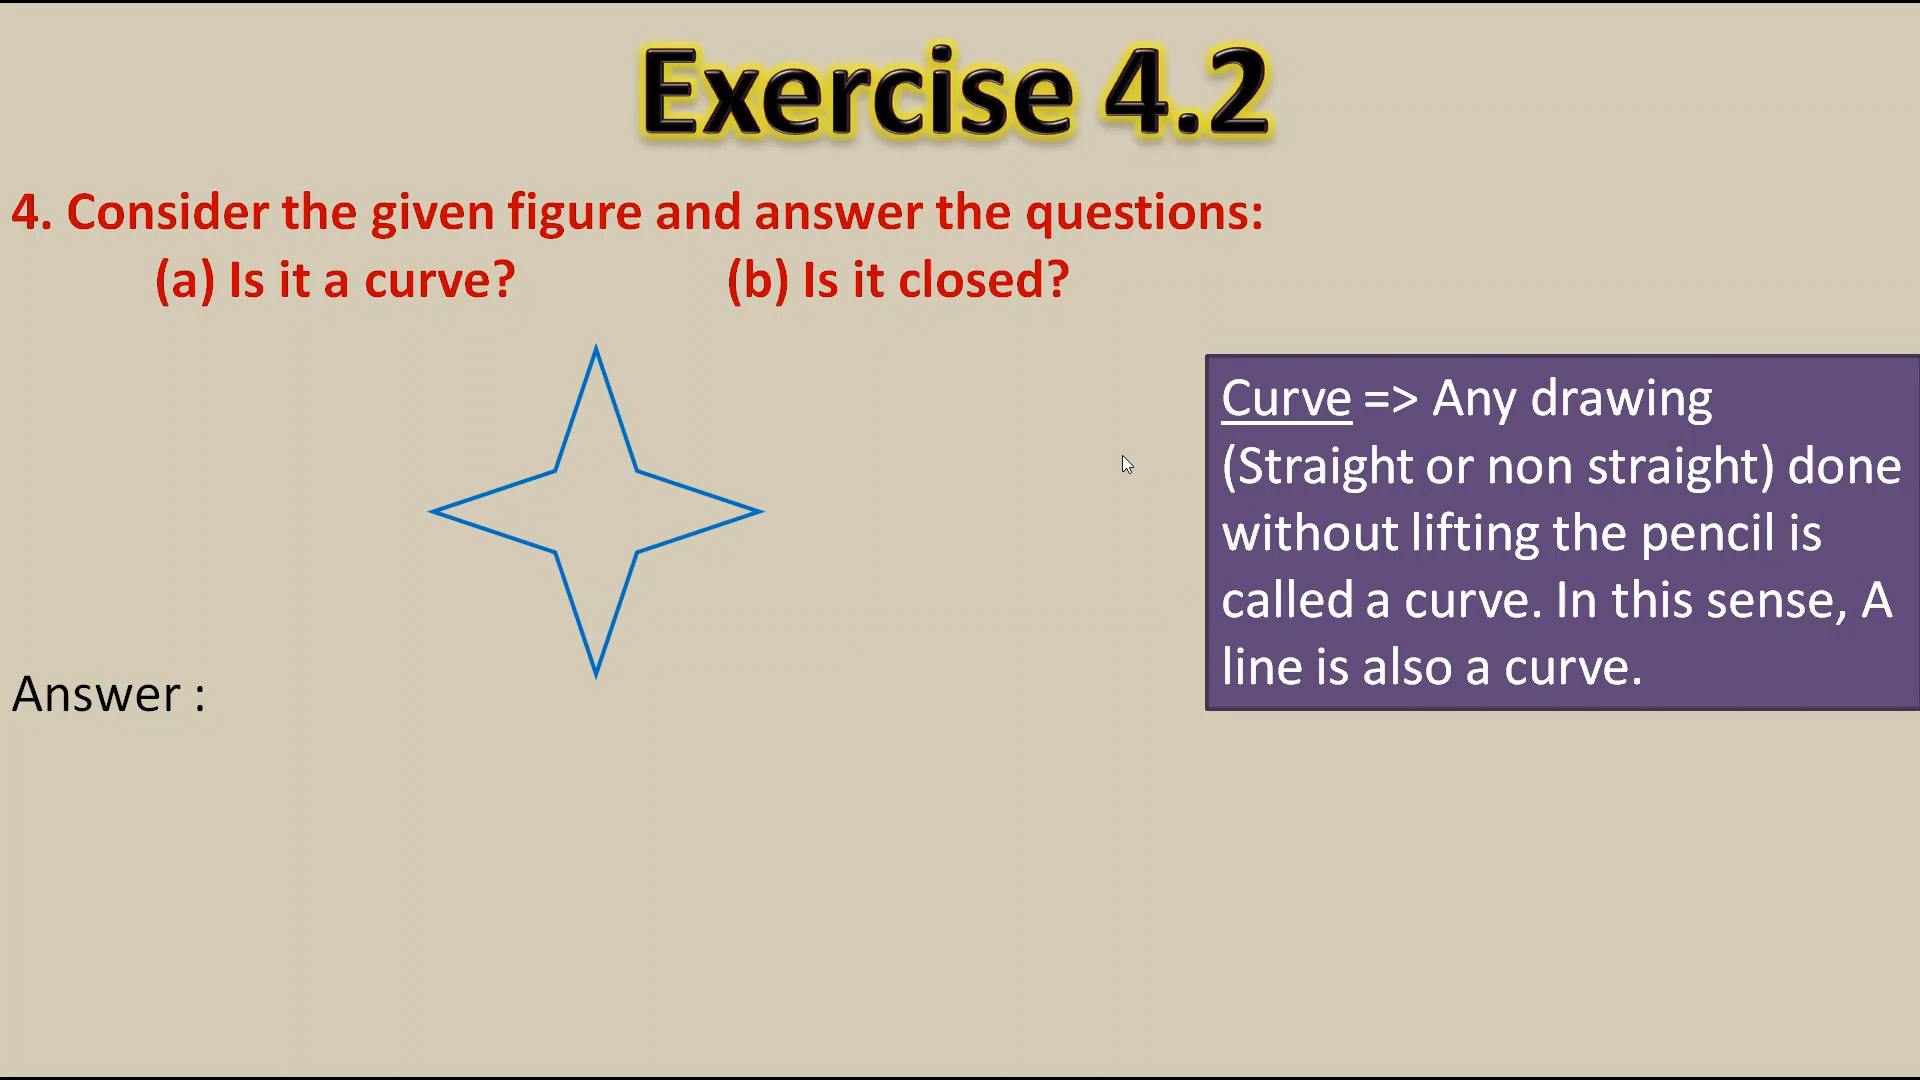 Exercise 4.2
4. Consider the given figure and answer the questions:
(a) Is it a curve? (b) Is it closed?
Curve => Any drawing
(Straight or non straight) done
without lifting the pencil is
called a curve. In this sense, A
line is also a curve.
Answer :